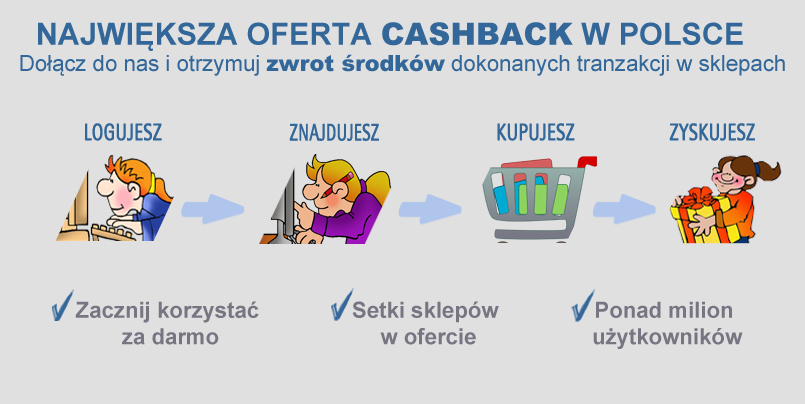 NAJWIĘKSZA OFERTA CASHBACK W POLSCE
Dołącz do nas i otrzymuj zwrot środków dokonanych tranzakcji w sklepach
LOGUJESZ
ZNAJDUJESZ
KUPUJESZ
ZYSKUJESZ
Zacznij korzystać
za darmo
Setki sklepów
w ofercie
Ponad milion
użytkowników